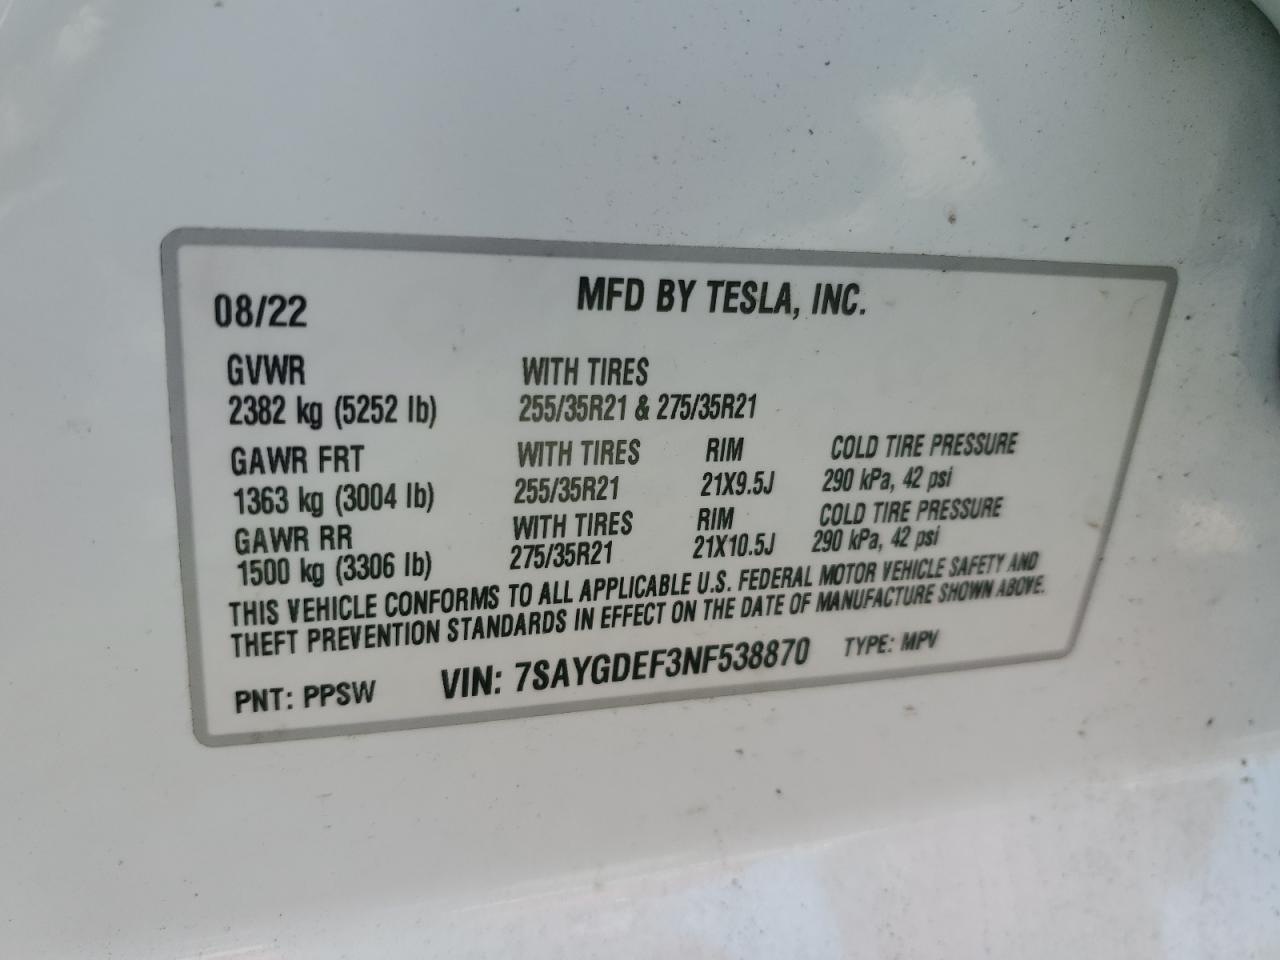 08/22 MFD BY TESLA, INC.
GVWR WITH TIRES
2382 kg (5252 lb) 255/35R21 & 275/35R21
GAWR FRT WITH TIRES RIM COLD TIRE PRESSURE
1363 kg (3004 lb) 255/35R21 21X9.5J 290 kPa, 42 psi
GAWR RR WITH TIRES RIM COLD TIRE PRESSURE
1500 kg (3306 lb) 275/35R21 21X10.5J 290 kPa, 42 psi
THIS VEHICLE CONFORMS TO ALL APPLICABLE U.S. FEDERAL MOTOR VEHICLE SAFETY AND
THEFT PREVENTION STANDARDS IN EFFECT ON THE DATE OF MANUFACTURE SHOWN ABOVE.
PNT: PPSW VIN: 7SAYGDEF3NF538870 TYPE: MPV